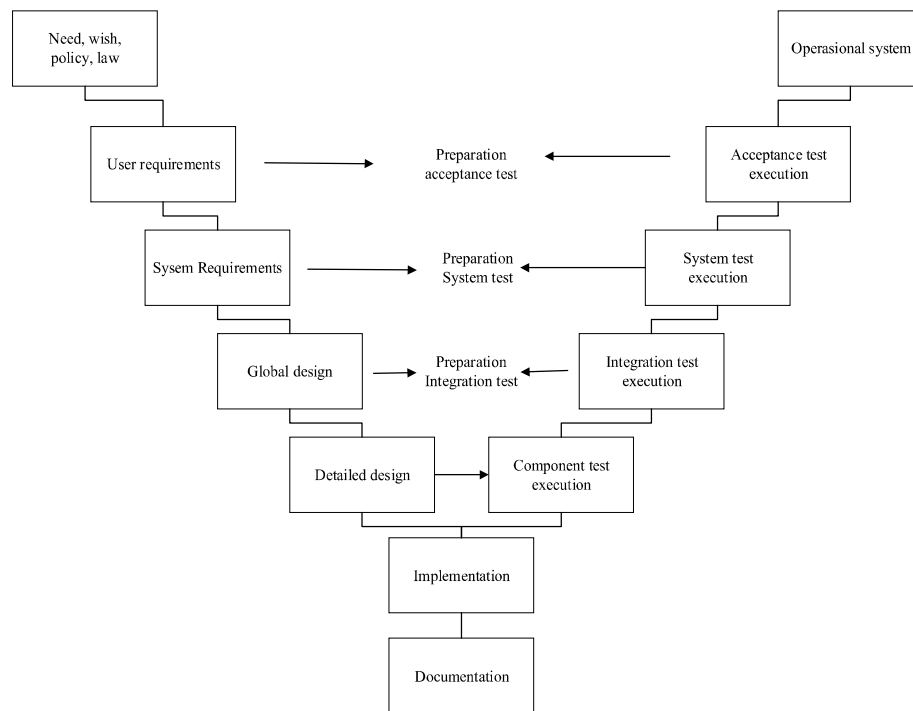 Need, wish,
policy, law
Operasional system
User requirements
Preparation
acceptance test
Acceptance test
execution
Sysem Requirements
Preparation
System test
System test
execution
Global design
Preparation
Integration test
Integration test
execution
Detailed design
Component test
execution
Implementation
Documentation